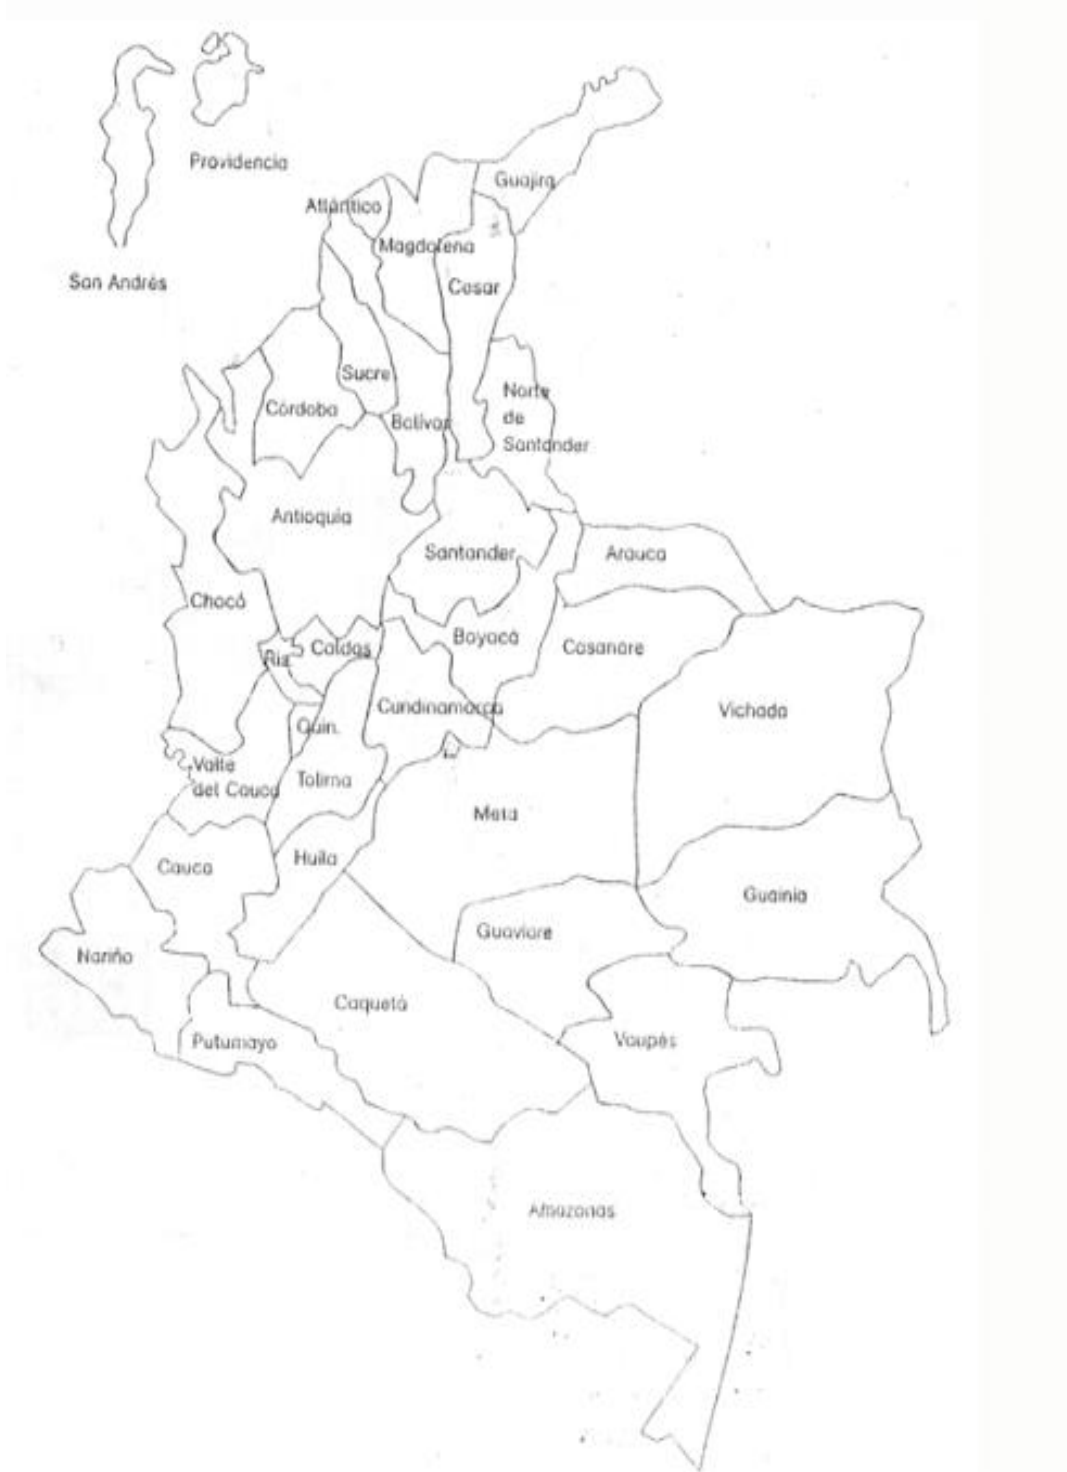 Providencia
San Andrés
Guajira
Atlántico
Magdalena
Cesar
Sucre
Córdoba
Bolívar
Norte
de
Santander
Antioquia
Santander
Arauca
Chocó
Boyacá
Casanare
Caldas
Ris.
Cundinamarca
Vichada
Quin.
Valle
del Cauca
Tolima
Meta
Cauca
Huila
Guainía
Guaviare
Nariño
Caquetá
Putumayo
Vaupés
Amazonas